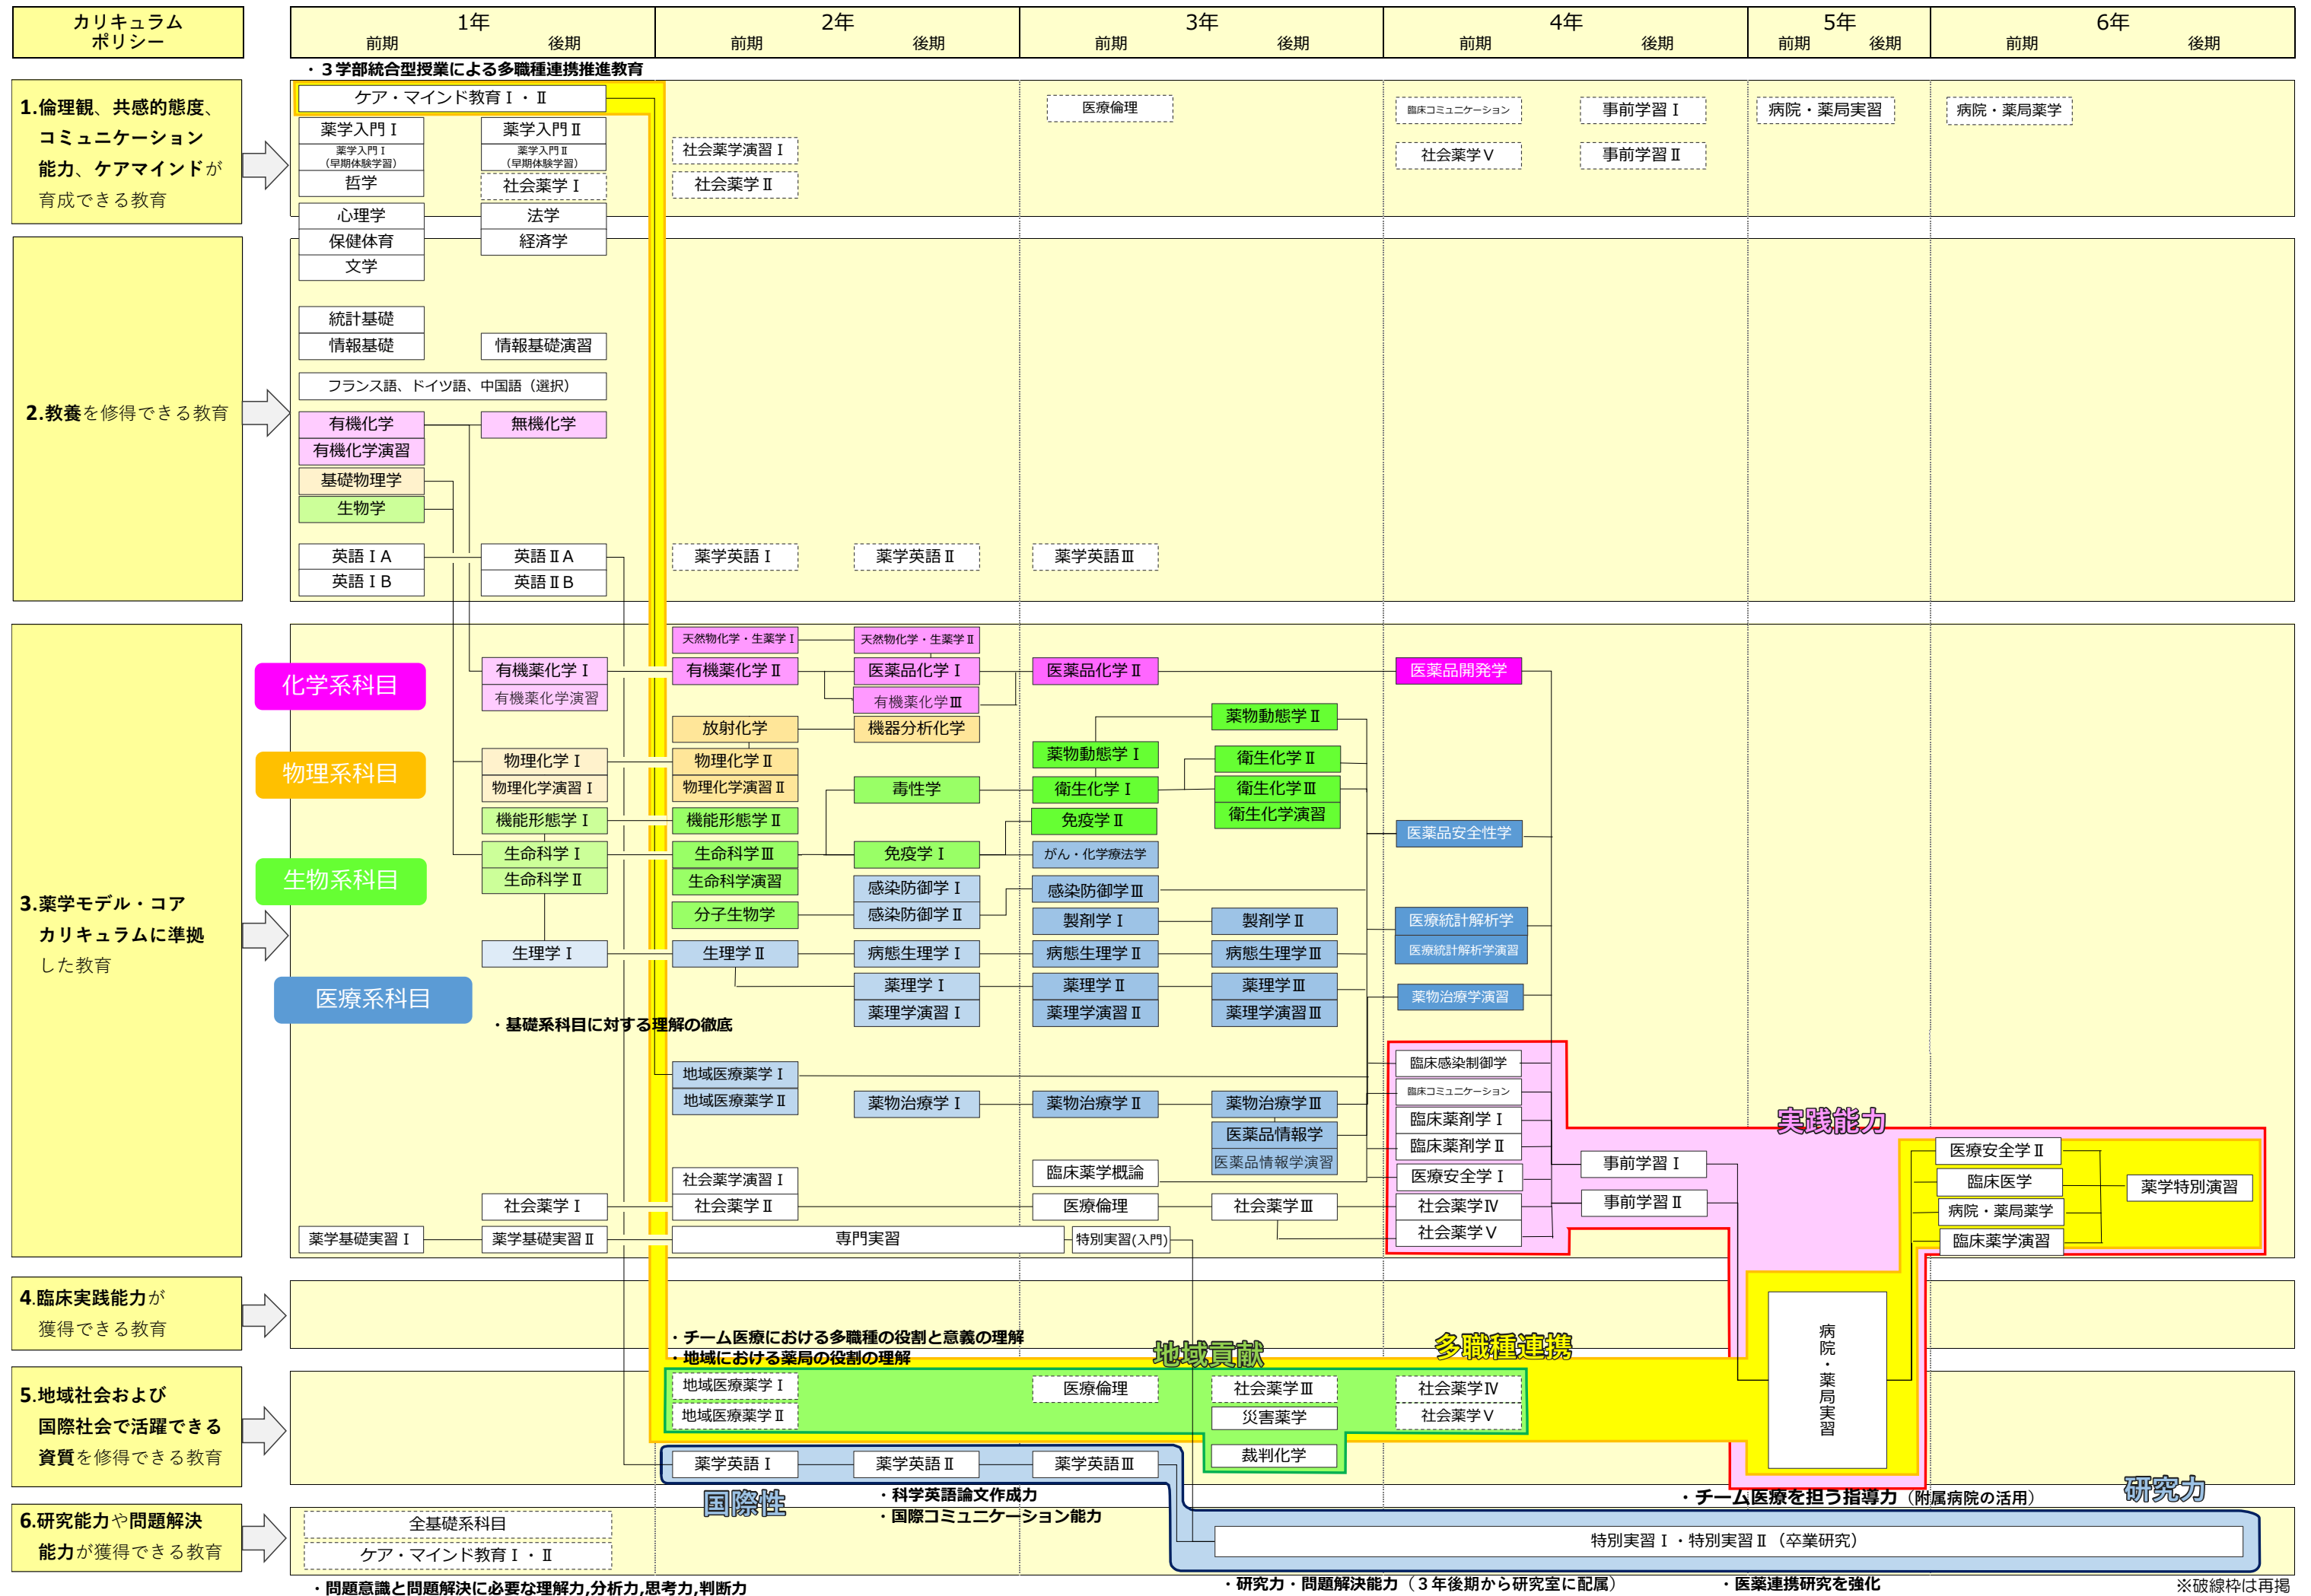 カリキュラム
ポリシー
1年
前期
後期
2年
前期
後期
3年
前期
後期
4年
前期
後期
5年
前期
後期
6年
前期
後期
・３学部統合型授業による多職種連携推進教育
1.倫理観、共感的態度、
コミュニケーション
能力、ケアマインドが
育成できる教育
ケア・マインド教育Ⅰ・Ⅱ
薬学入門Ⅰ
薬学入門Ⅰ
（早期体験学習）
哲学
心理学
保健体育
文学
薬学入門Ⅱ
薬学入門Ⅱ
（早期体験学習）
社会薬学Ⅰ
法学
経済学
社会薬学演習Ⅰ
社会薬学Ⅱ
医療倫理
臨床コミュニケーション
社会薬学Ⅴ
事前学習Ⅰ
事前学習Ⅱ
病院・薬局実習
病院・薬局薬学
2.教養を修得できる教育
統計基礎
情報基礎
情報基礎演習
フランス語、ドイツ語、中国語（選択）
有機化学
無機化学
有機化学演習
基礎物理学
生物学
英語ⅠA
英語ⅠB
英語ⅡA
英語ⅡB
薬学英語Ⅰ
薬学英語Ⅱ
薬学英語Ⅲ
3.薬学モデル・コア
カリキュラムに準拠
した教育
化学系科目
物理系科目
生物系科目
医療系科目
天然物化学・生薬学Ⅰ
天然物化学・生薬学Ⅱ
有機薬化学Ⅰ
有機薬化学演習
有機薬化学Ⅱ
医薬品化学Ⅰ
有機薬化学Ⅲ
医薬品化学Ⅱ
医薬品開発学
放射化学
機器分析化学
薬物動態学Ⅱ
物理化学Ⅰ
物理化学演習Ⅰ
物理化学Ⅱ
物理化学演習Ⅱ
薬物動態学Ⅰ
衛生化学Ⅱ
毒性学
衛生化学Ⅰ
衛生化学Ⅲ
衛生化学演習
機能形態学Ⅰ
機能形態学Ⅱ
免疫学Ⅱ
医薬品安全性学
生命科学Ⅰ
生命科学Ⅱ
生命科学Ⅲ
生命科学演習
免疫学Ⅰ
がん・化学療法学
感染防御学Ⅰ
感染防御学Ⅱ
感染防御学Ⅲ
分子生物学
製剤学Ⅰ
製剤学Ⅱ
医療統計解析学
医療統計解析学演習
生理学Ⅰ
生理学Ⅱ
病態生理学Ⅰ
病態生理学Ⅱ
病態生理学Ⅲ
薬理学Ⅰ
薬理学演習Ⅰ
薬理学Ⅱ
薬理学演習Ⅱ
薬理学Ⅲ
薬理学演習Ⅲ
薬物治療学演習
・基礎系科目に対する理解の徹底
地域医療薬学Ⅰ
地域医療薬学Ⅱ
薬物治療学Ⅰ
薬物治療学Ⅱ
薬物治療学Ⅲ
医薬品情報学
医薬品情報学演習
臨床感染制御学
臨床コミュニケーション
臨床薬剤学Ⅰ
臨床薬剤学Ⅱ
医療安全学Ⅰ
社会薬学Ⅳ
社会薬学Ⅴ
実践能力
事前学習Ⅰ
事前学習Ⅱ
医療安全学Ⅱ
臨床医学
病院・薬局薬学
臨床薬学演習
薬学特別演習
社会薬学演習Ⅰ
社会薬学Ⅰ
社会薬学Ⅱ
臨床薬学概論
医療倫理
社会薬学Ⅲ
薬学基礎実習Ⅰ
薬学基礎実習Ⅱ
専門実習
特別実習(入門)
4.臨床実践能力が
獲得できる教育
・チーム医療における多職種の役割と意義の理解
・地域における薬局の役割の理解
地域貢献
多職種連携
病院・薬局実習
5.地域社会および
国際社会で活躍できる
資質を修得できる教育
地域医療薬学Ⅰ
地域医療薬学Ⅱ
医療倫理
社会薬学Ⅲ
災害薬学
裁判化学
社会薬学Ⅳ
社会薬学Ⅴ
薬学英語Ⅰ
薬学英語Ⅱ
薬学英語Ⅲ
国際性
・科学英語論文作成力
・国際コミュニケーション能力
・チーム医療を担う指導力（附属病院の活用）
研究力
6.研究能力や問題解決
能力が獲得できる教育
全基礎系科目
ケア・マインド教育Ⅰ・Ⅱ
特別実習Ⅰ・特別実習Ⅱ（卒業研究）
・問題意識と問題解決に必要な理解力,分析力,思考力,判断力
・研究力・問題解決能力（３年後期から研究室に配属）
・医薬連携研究を強化
※破線枠は再掲